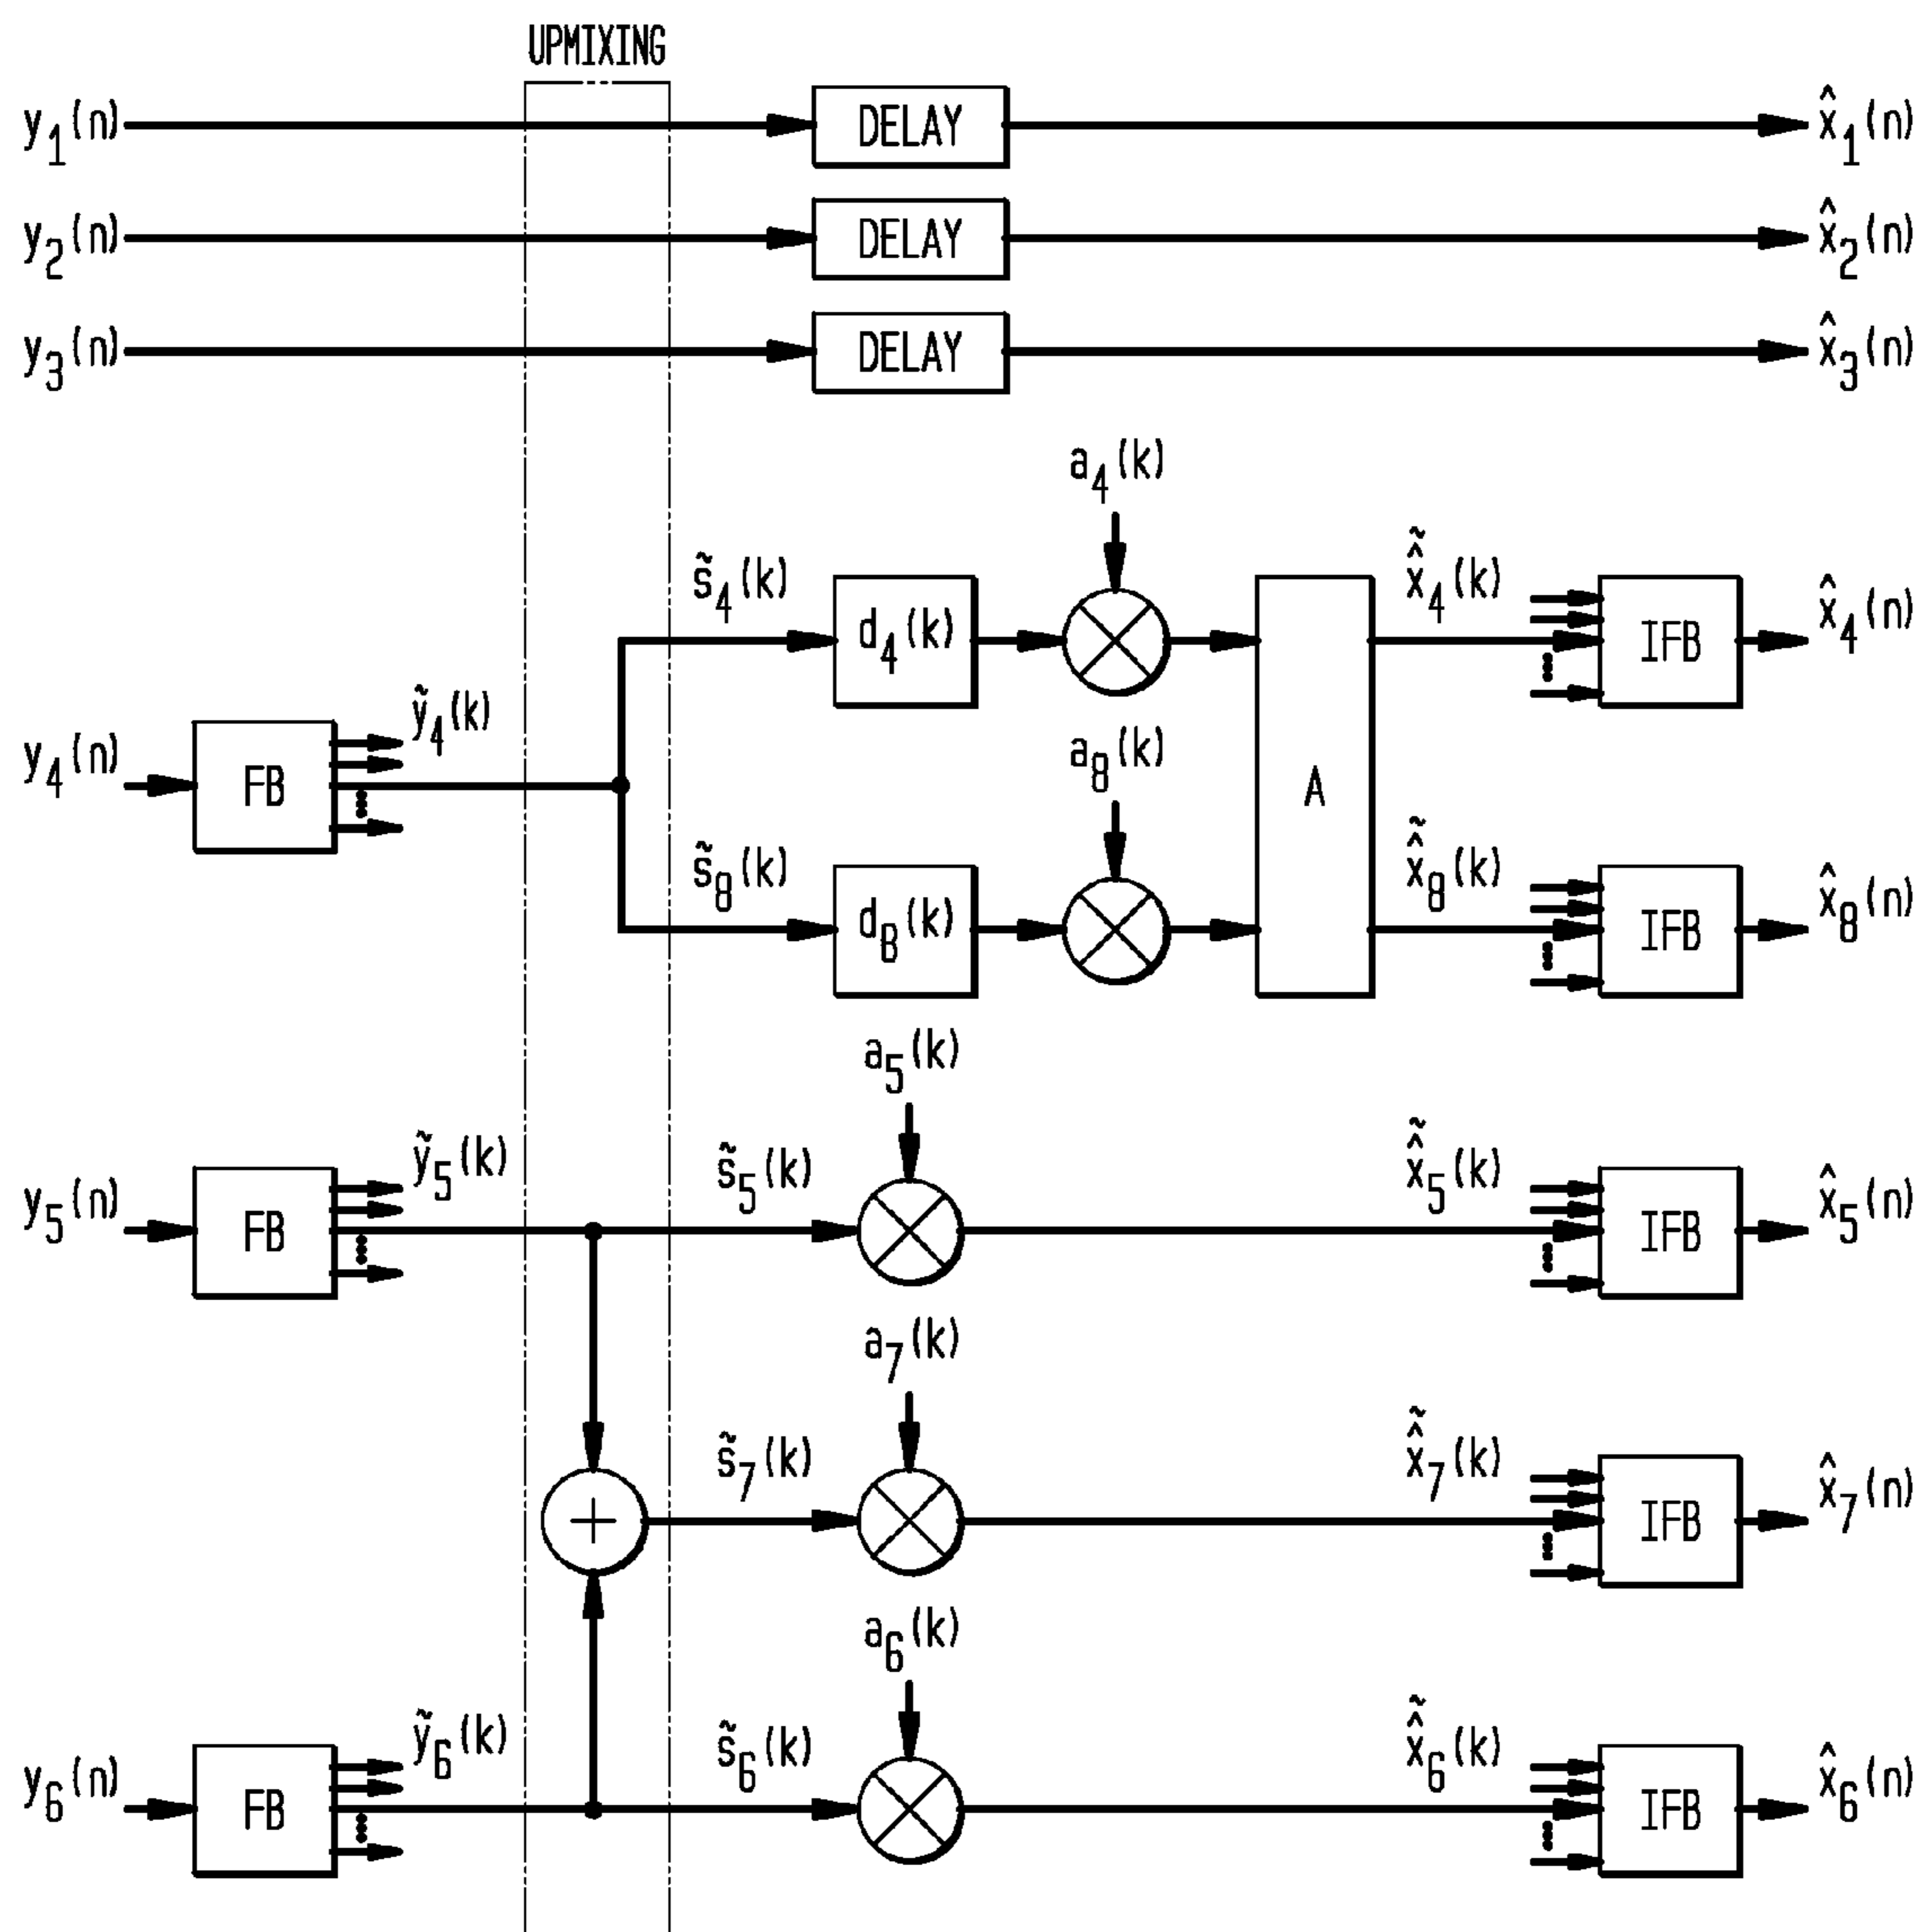 UPMIXING
y₁(n) DELAY x̂₁(n)
y₂(n) DELAY x̂₂(n)
y₃(n) DELAY x̂₃(n)
a₄(k)
s̃₄(k) d₄(k) x̂̃₄(k) IFB x̂₄(n)
y₄(n) FB ỹ₄(k) a₈(k) A
s̃₈(k) d_B(k) x̂̃₈(k) IFB x̂₈(n)
a₅(k)
y₅(n) FB ỹ₅(k) s̃₅(k) x̂̃₅(k) IFB x̂₅(n)
a₇(k)
+ s̃₇(k) x̂̃₇(k) IFB x̂₇(n)
a₆(k)
y₆(n) FB ỹ₆(k) s̃₆(k) x̂̃₆(k) IFB x̂₆(n)